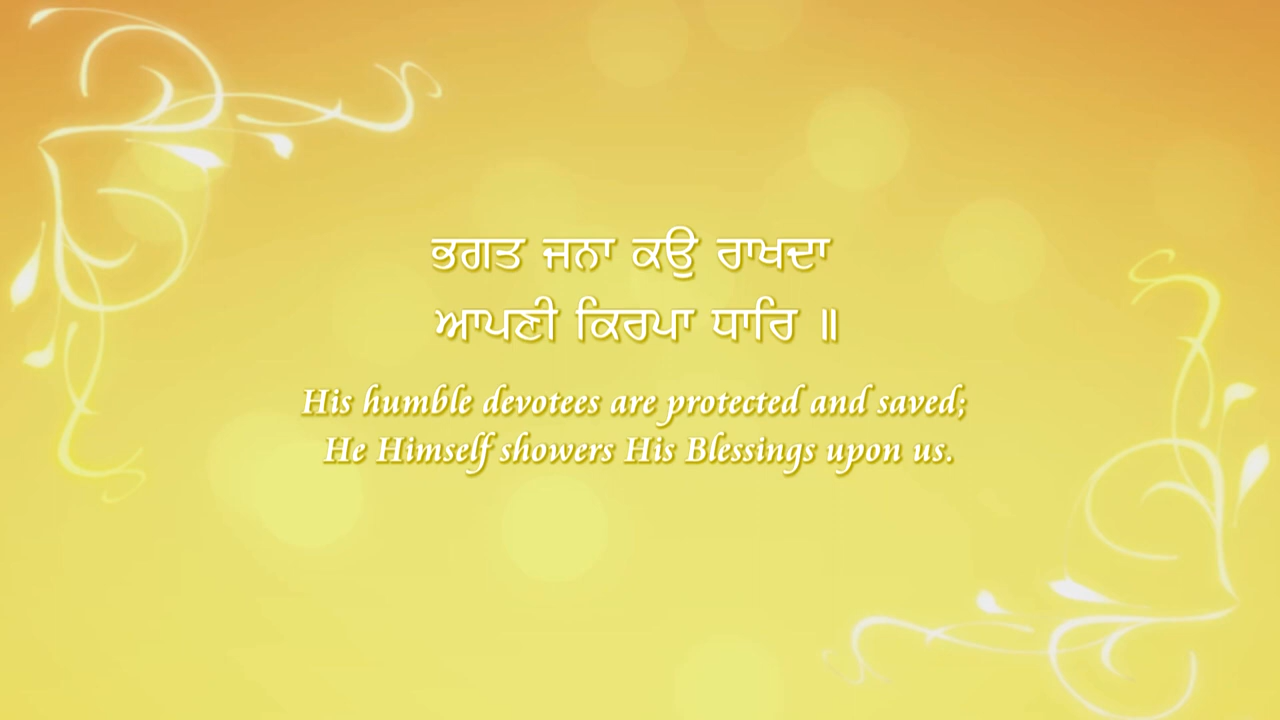 ਭਗਤ ਜਨਾ ਕਉ ਰਾਖਦਾ
ਆਪਣੀ ਕਿਰਪਾ ਧਾਰਿ ॥
His humble devotees are protected and saved;
He Himself showers His Blessings upon us.